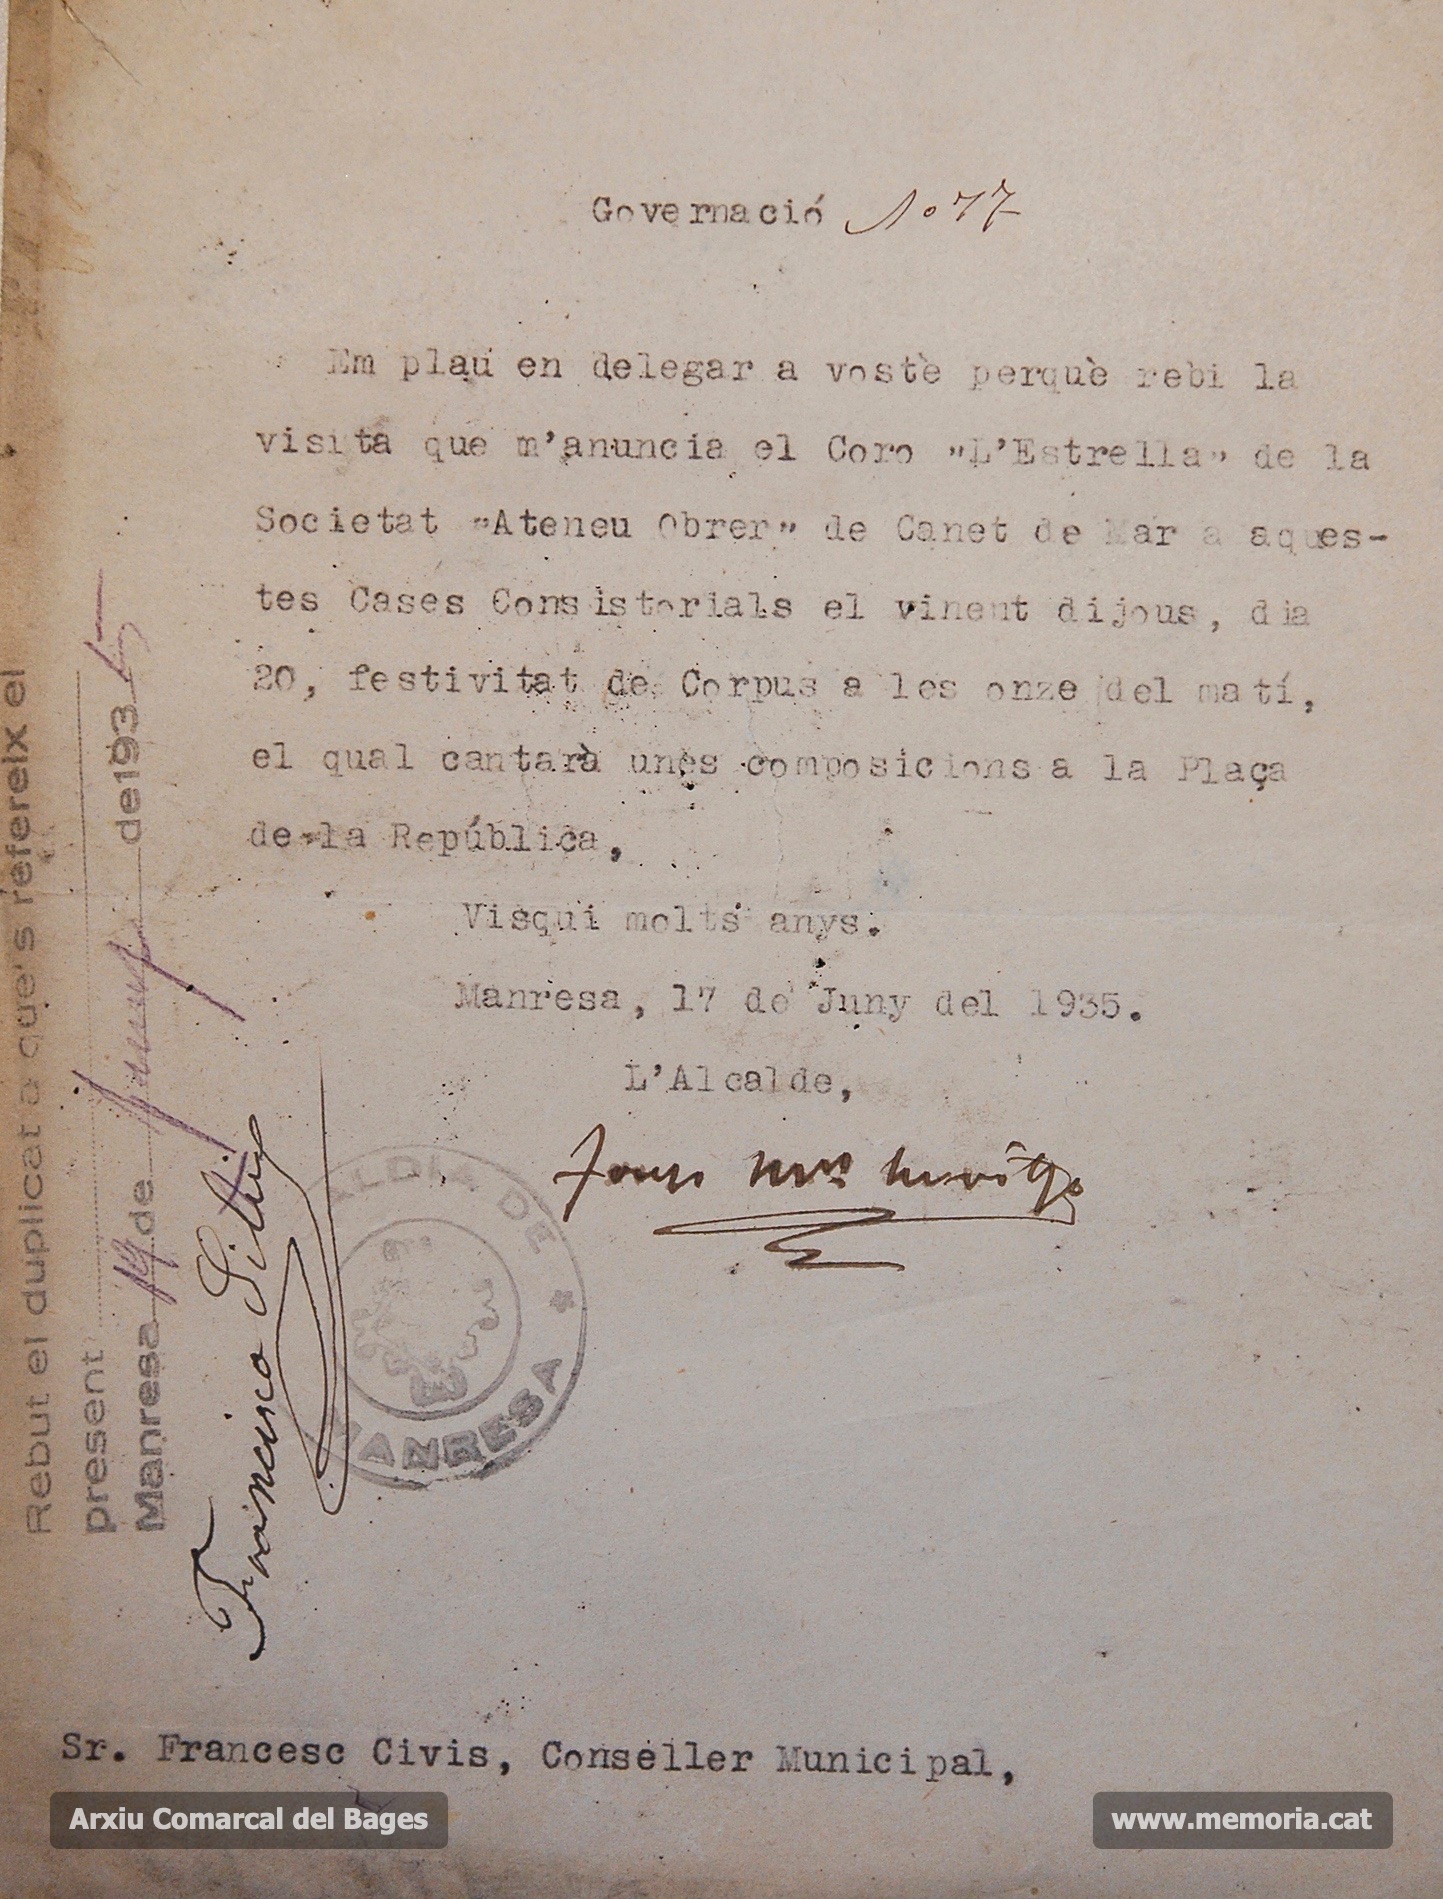 Governació Nº 77
Em plau en delegar a vostè perquè rebi la
visita que m'anuncia el Coro "L'Estrella" de la
Societat "Ateneu Obrer" de Canet de Mar a aques-
tes Cases Consistorials el vinent dijous, dia
20, festivitat de Corpus a les onze del matí,
el qual cantarà unes composicions a la Plaça
de la República,
Visqui molts anys.
Manresa, 17 de Juny del 1935.
L'Alcalde,
ALCALDIA DE
MANRESA
Rebut el duplicat a que's refereix el
present
Manresa 19 de Juny de 1935
Francisco
Sr. Francesc Civis, Conseller Municipal,
Arxiu Comarcal del Bages
www.memoria.cat